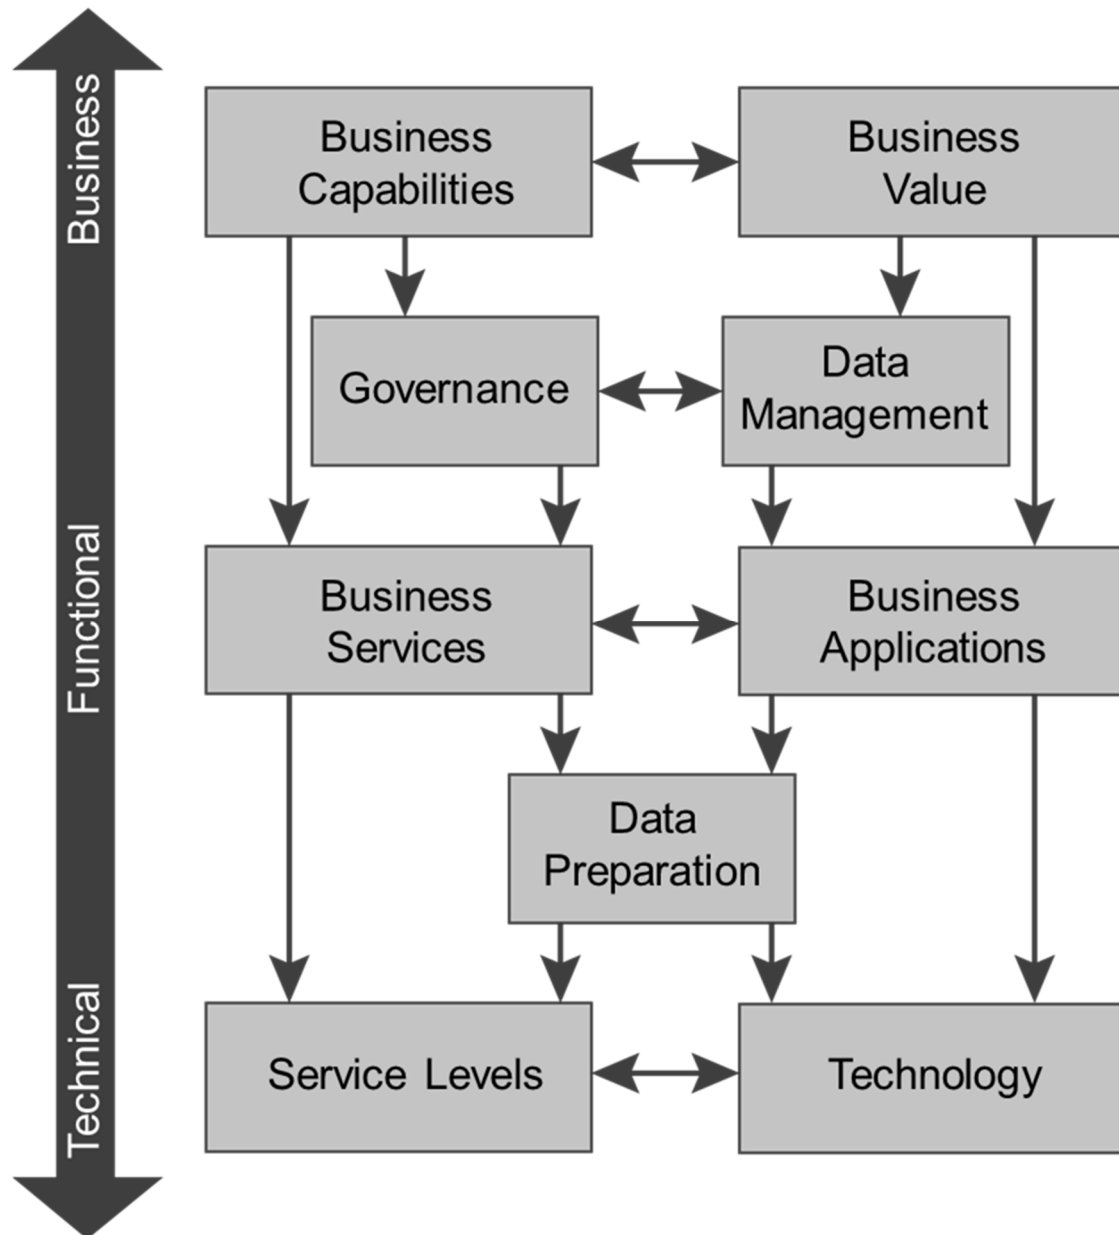 Business
Business
Capabilities
Business
Value
Governance
Data
Management
Functional
Business
Services
Business
Applications
Data
Preparation
Technical
Service Levels
Technology